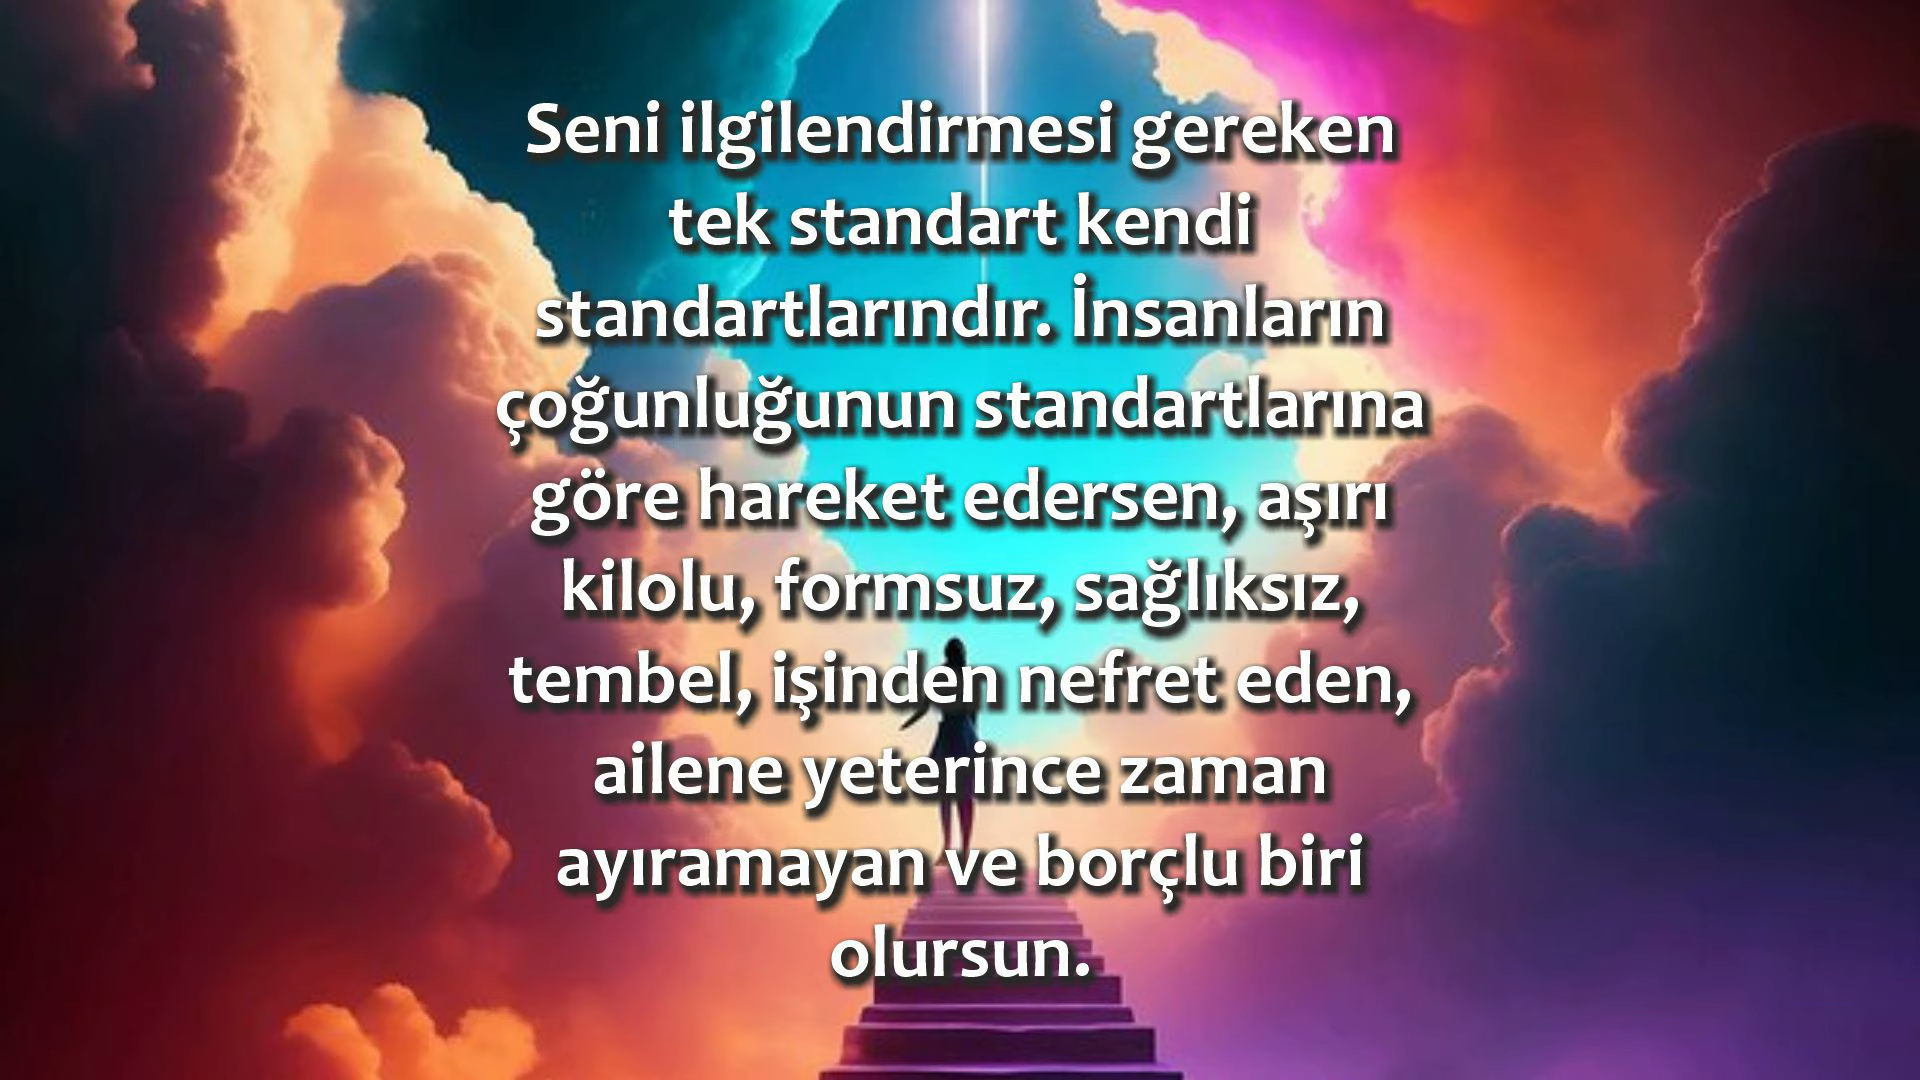 Seni ilgilendirmesi gereken
tek standart kendi
standartlarındır. İnsanların
çoğunluğunun standartlarına
göre hareket edersen, aşırı
kilolu, formsuz, sağlıksız,
tembel, işinden nefret eden,
ailene yeterince zaman
ayıramayan ve borçlu biri
olursun.